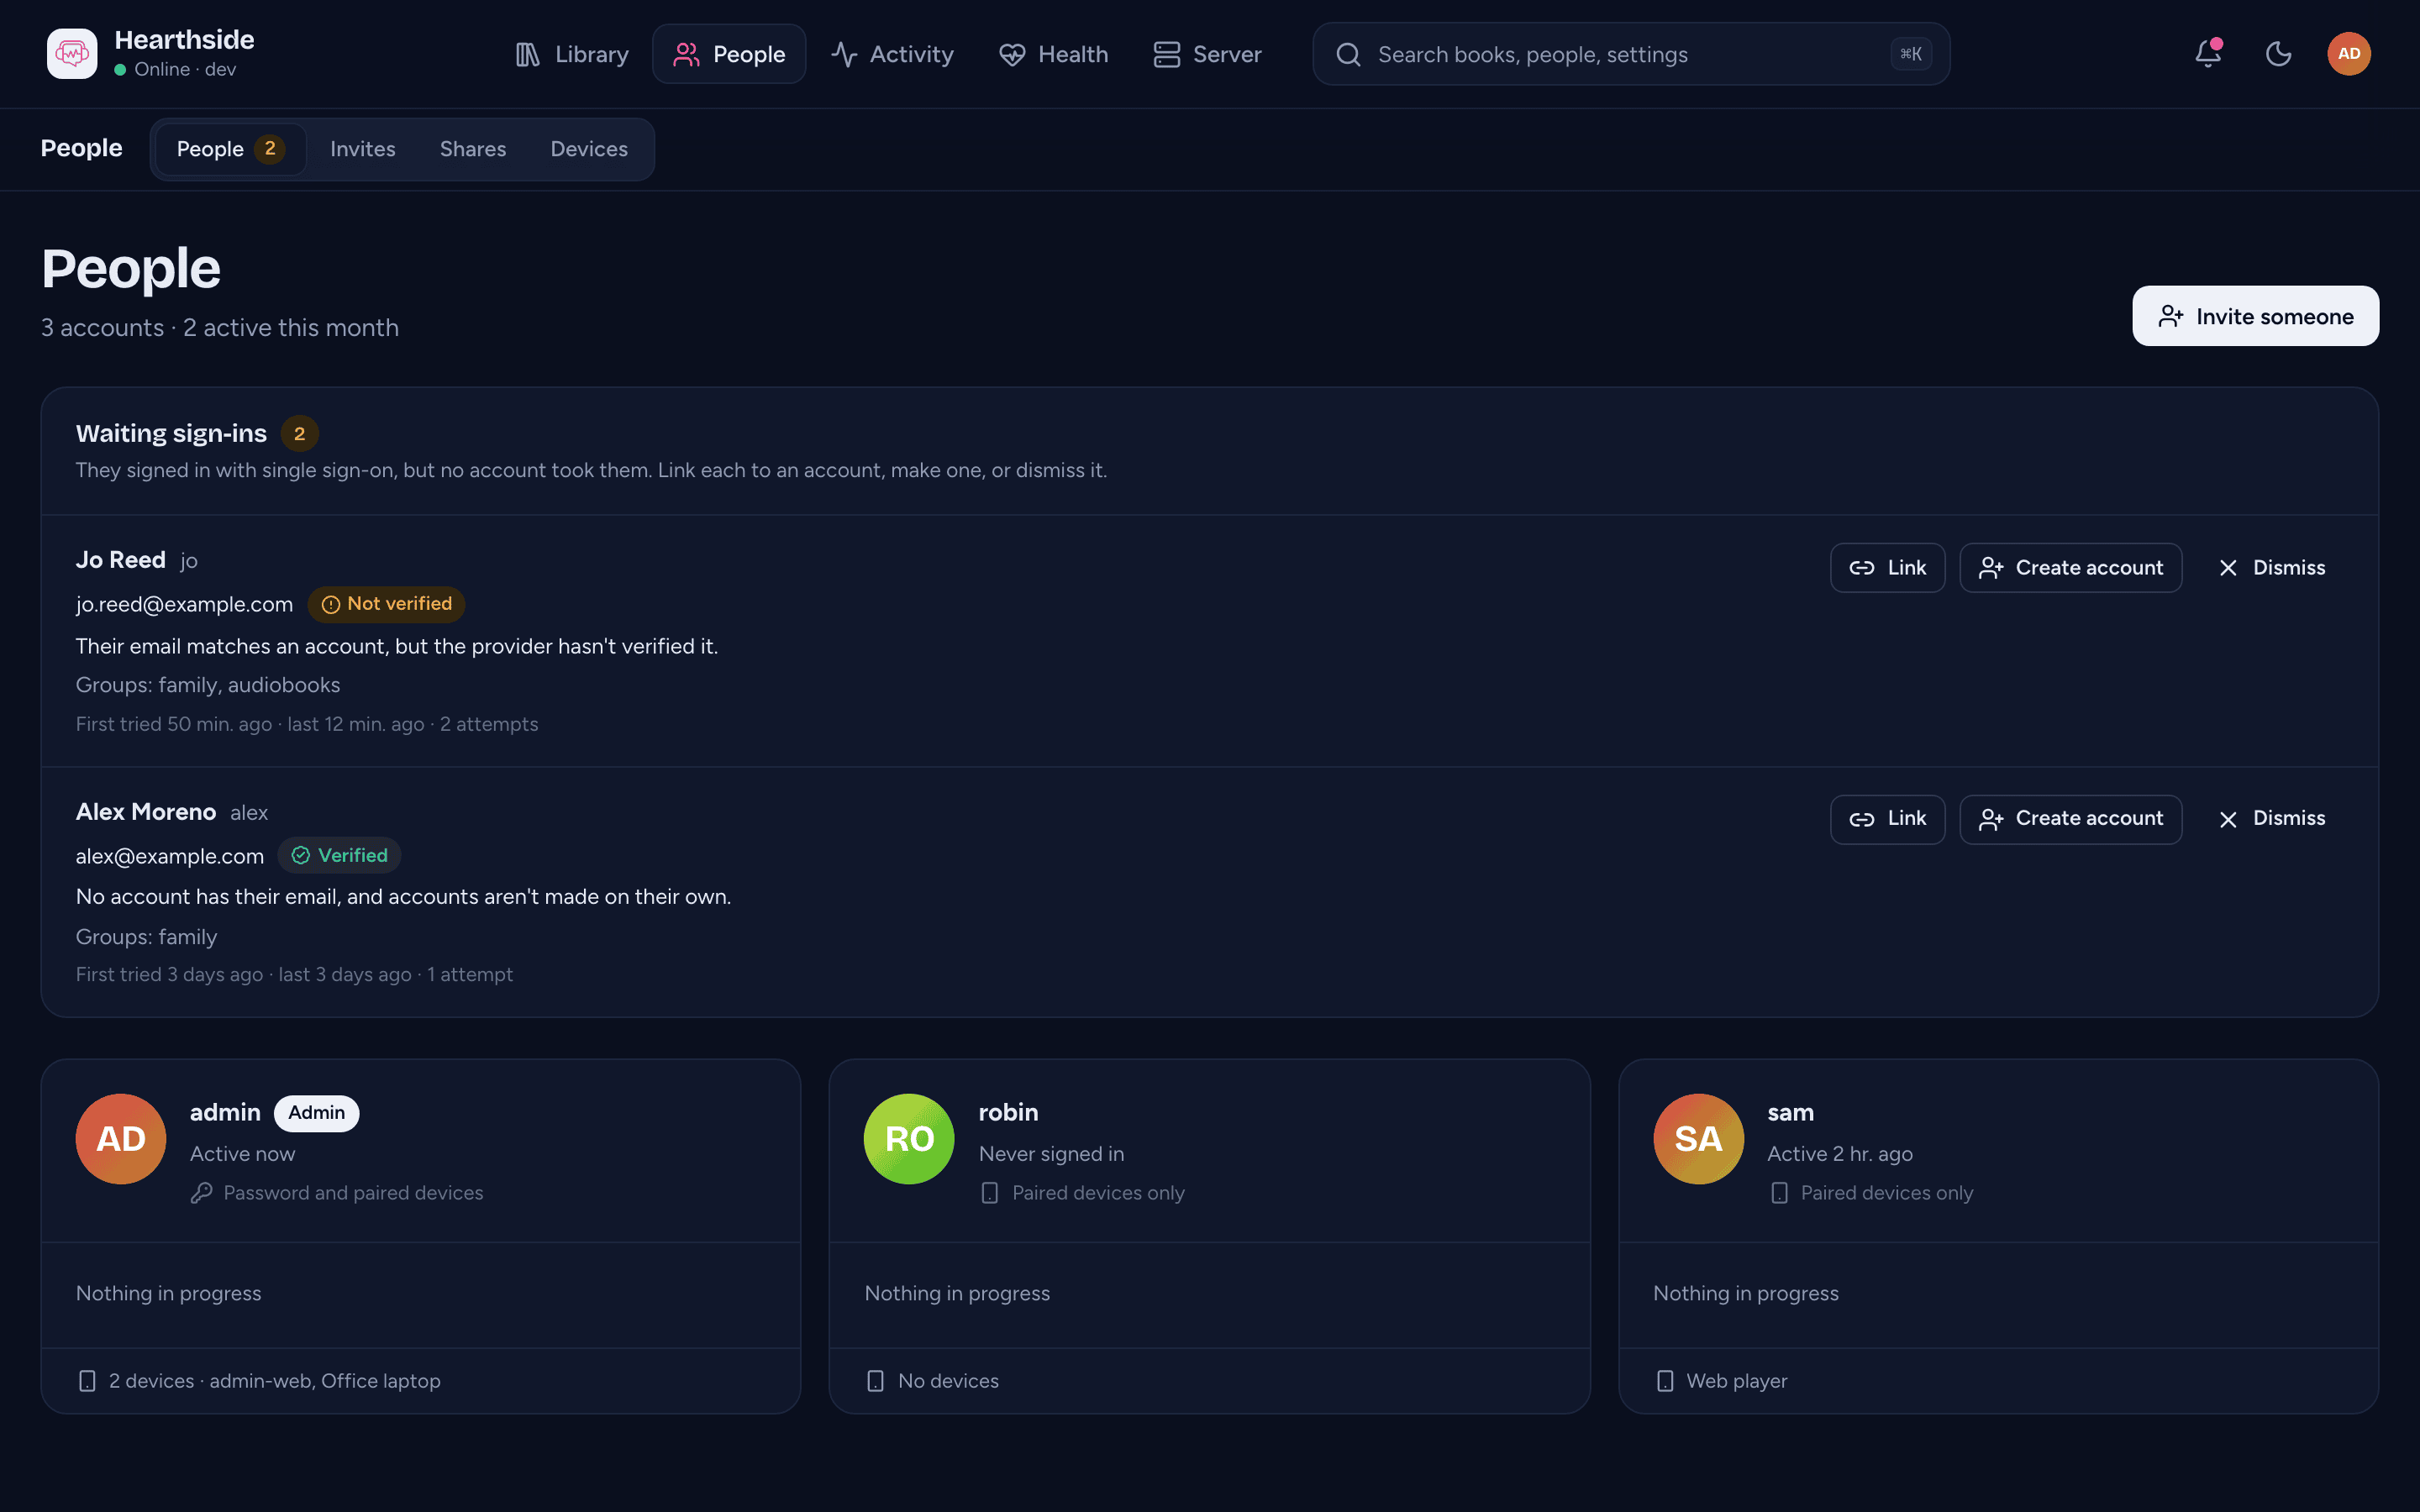 Hearthside
Online · dev
Library
People
Activity
Health
Server
Search books, people, settings
⌘K
AD
People
People 2
Invites
Shares
Devices
People
3 accounts · 2 active this month
Invite someone
Waiting sign-ins 2
They signed in with single sign-on, but no account took them. Link each to an account, make one, or dismiss it.
Jo Reed jo
Link
Create account
Dismiss
jo.reed@example.com Not verified
Their email matches an account, but the provider hasn't verified it.
Groups: family, audiobooks
First tried 50 min. ago · last 12 min. ago · 2 attempts
Alex Moreno alex
Link
Create account
Dismiss
alex@example.com Verified
No account has their email, and accounts aren't made on their own.
Groups: family
First tried 3 days ago · last 3 days ago · 1 attempt
AD
admin Admin
Active now
Password and paired devices
Nothing in progress
2 devices · admin-web, Office laptop
RO
robin
Never signed in
Paired devices only
Nothing in progress
No devices
SA
sam
Active 2 hr. ago
Paired devices only
Nothing in progress
Web player